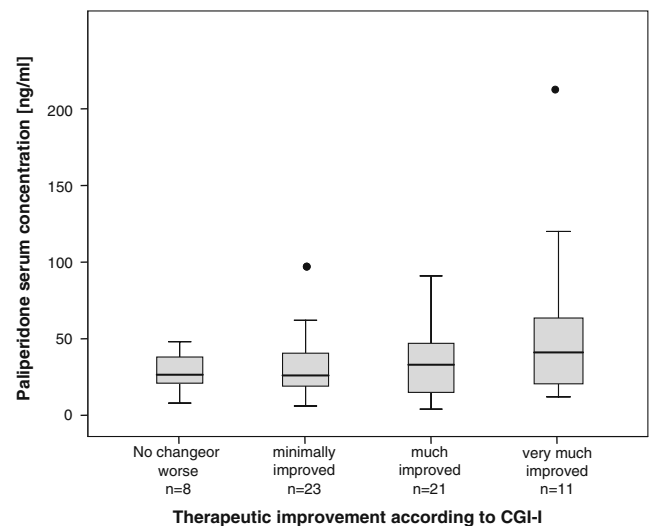 Paliperidone serum concentration [ng/ml]
200
150
100
50
0
No changeor
worse
n=8
minimally
improved
n=23
much
improved
n=21
very much
improved
n=11
Therapeutic improvement according to CGI-I